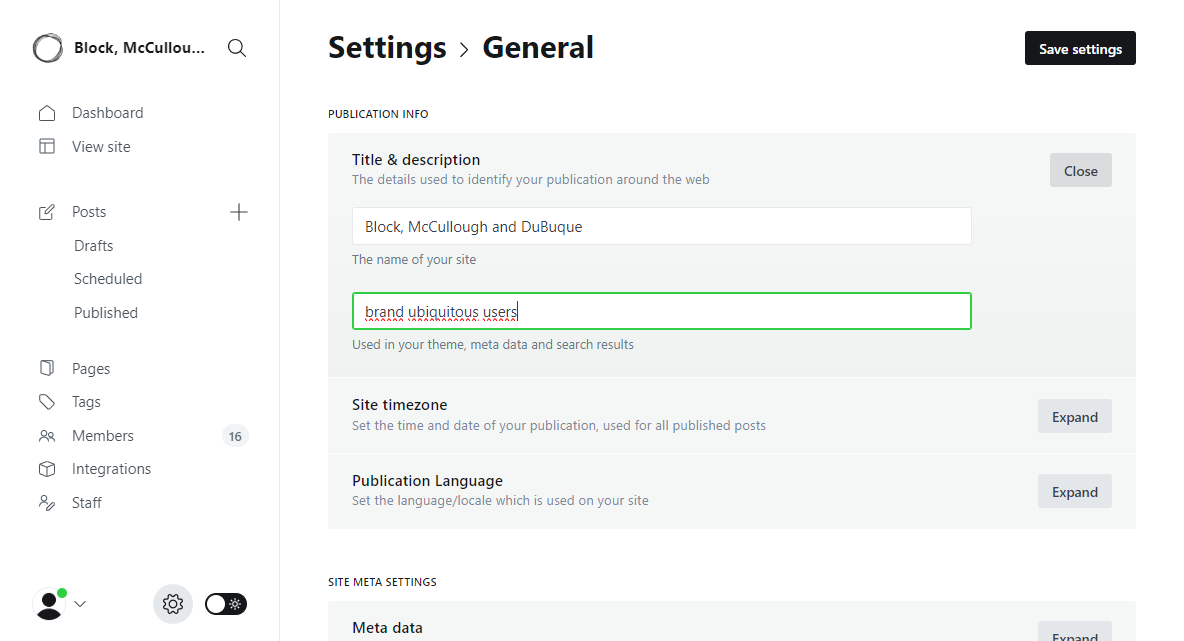 Block, McCullou...
Dashboard
View site
Posts
Drafts
Scheduled
Published
Pages
Tags
Members 16
Integrations
Staff
Settings > General
Save settings
PUBLICATION INFO
Title & description
The details used to identify your publication around the web
Close
Block, McCullough and DuBuque
The name of your site
brand ubiquitous users
Used in your theme, meta data and search results
Site timezone
Set the time and date of your publication, used for all published posts
Expand
Publication Language
Set the language/locale which is used on your site
Expand
SITE META SETTINGS
Meta data
Expand